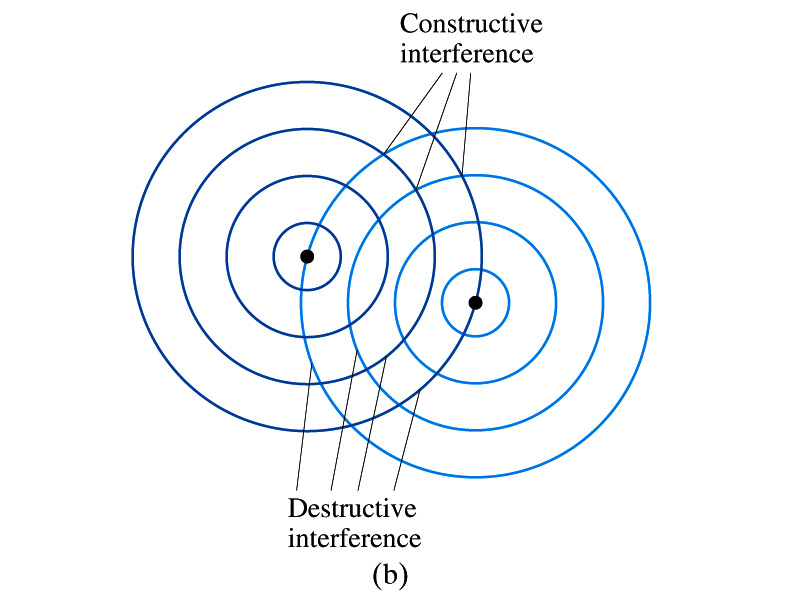 Constructive
interference
Destructive
interference
(b)